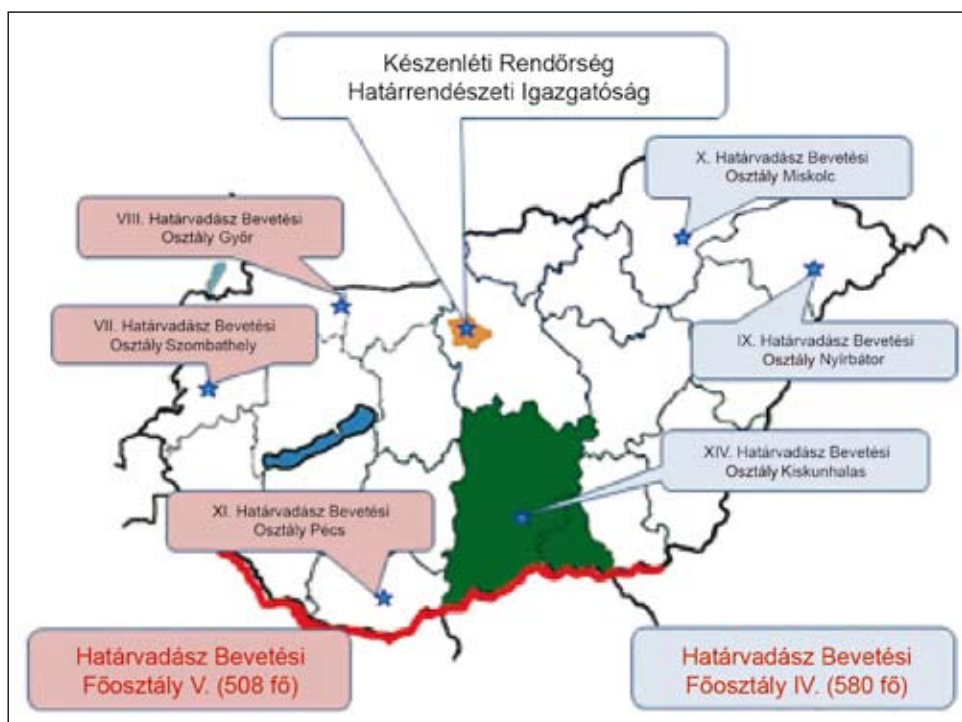 Készenléti Rendőrség
Határrendészeti Igazgatóság
X. Határvadász Bevetési
Osztály Miskolc
VIII. Határvadász Bevetési
Osztály Győr
VII. Határvadász Bevetési
Osztály Szombathely
IX. Határvadász Bevetési
Osztály Nyírbátor
XIV. Határvadász Bevetési
Osztály Kiskunhalas
XI. Határvadász Bevetési
Osztály Pécs
Határvadász Bevetési
Főosztály V. (508 fő)
Határvadász Bevetési
Főosztály IV. (580 fő)